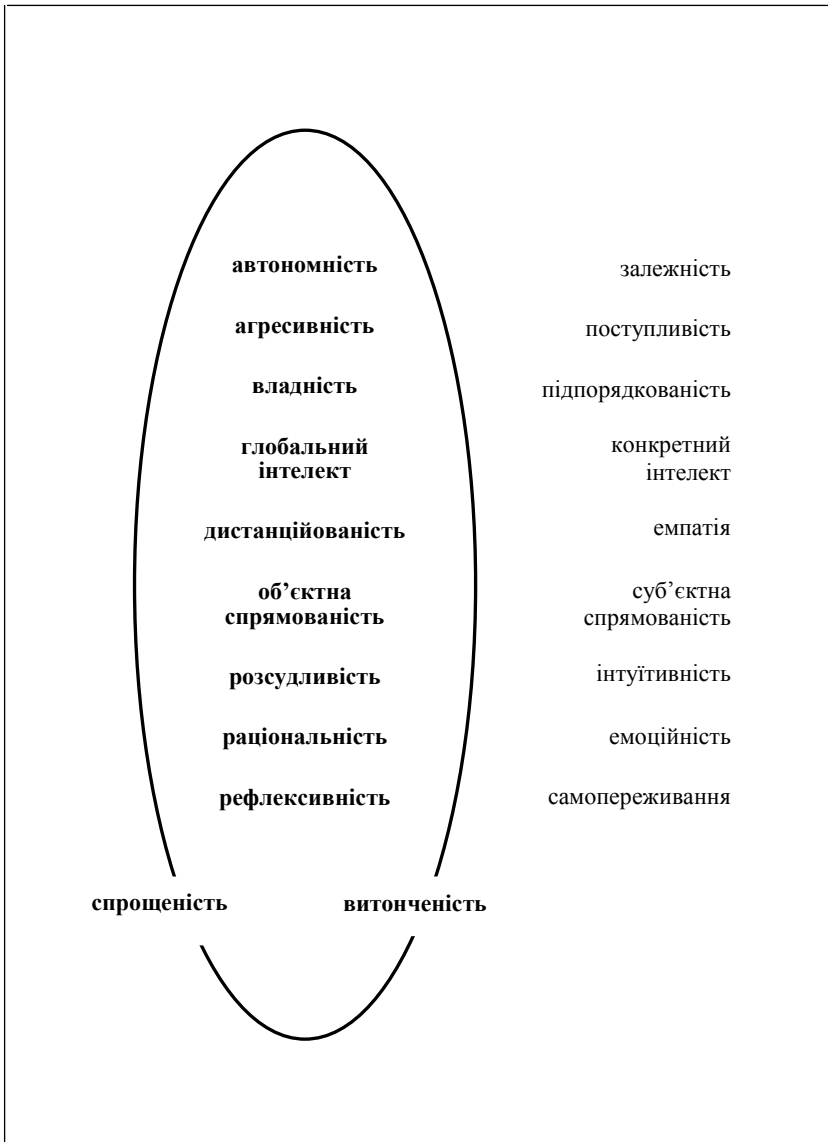 автономність залежність
агресивність поступливість
владність підпорядкованість
глобальний конкретний
інтелект інтелект
дистанційованість емпатія
об’єктна суб’єктна
спрямованість спрямованість
розсудливість інтуїтивність
раціональність емоційність
рефлексивність самопереживання
спрощеність витонченість